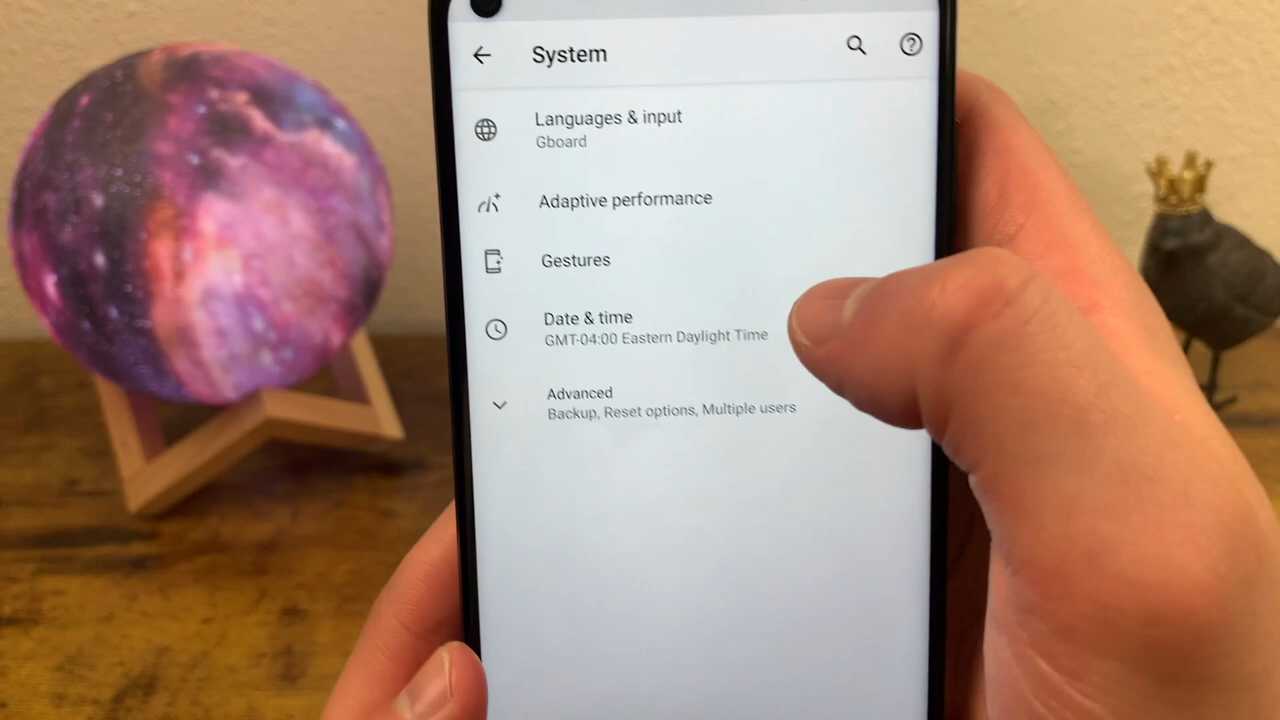 System
Languages & input
Gboard
Adaptive performance
Gestures
Date & time
GMT-04:00 Eastern Daylight Time
Advanced
Backup, Reset options, Multiple users